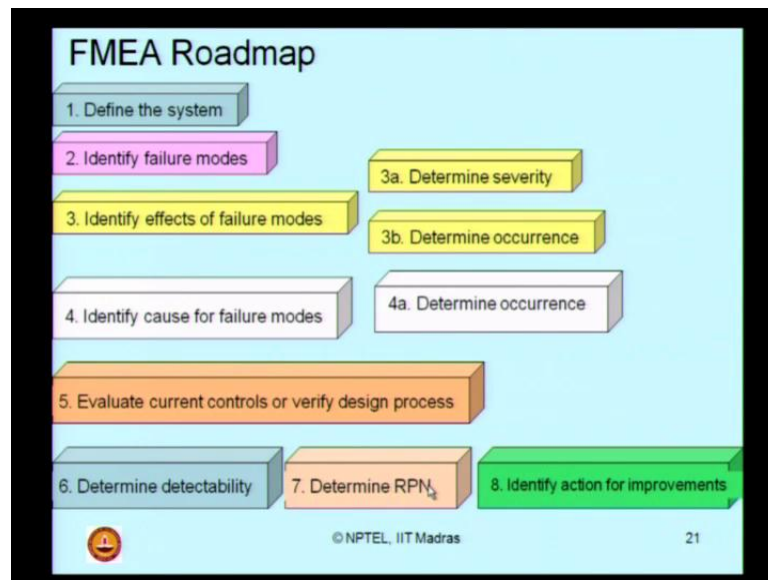 FMEA Roadmap
1. Define the system
2. Identify failure modes
3a. Determine severity
3. Identify effects of failure modes
3b. Determine occurrence
4. Identify cause for failure modes
4a. Determine occurrence
5. Evaluate current controls or verify design process
6. Determine detectability
7. Determine RPN
8. Identify action for improvements
© NPTEL, IIT Madras
21